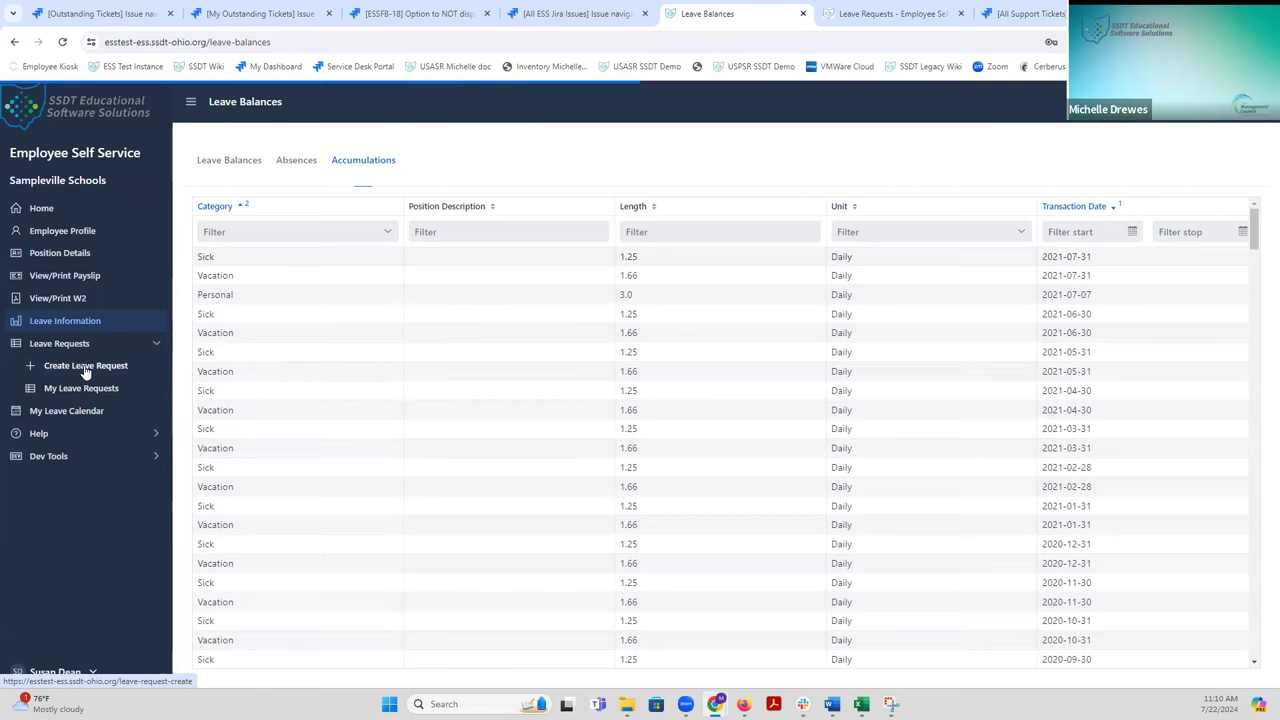 [Outstanding Tickets] Issue nav
[My Outstanding Tickets] Issue
[ESSFB-18] Option to NOT disp
[All ESS Jira Issues] Issue navig
Leave Balances
Leave Requests - Employee Sel
[All Support Tickets]
esstest-ess.ssdt-ohio.org/leave-balances
Employee Kiosk
ESS Test Instance
SSDT Wiki
My Dashboard
Service Desk Portal
USASR Michelle doc
Inventory Michelle...
USASR SSDT Demo
USPSR SSDT Demo
VMWare Cloud
SSDT Legacy Wiki
Zoom
Cerberus
SSDT Educational
Software Solutions
Management
Council
Michelle Drewes
SSDT Educational
Software Solutions
Leave Balances
Employee Self Service
Sampleville Schools
Home
Employee Profile
Position Details
View/Print Payslip
View/Print W2
Leave Information
Leave Requests
Create Leave Request
My Leave Requests
My Leave Calendar
Help
Dev Tools
SD Susan Dean
https://esstest-ess.ssdt-ohio.org/leave-request-create
Leave Balances Absences Accumulations
Category 2 Position Description Length Unit Transaction Date 1
Filter Filter Filter Filter Filter start Filter stop
Sick 1.25 Daily 2021-07-31
Vacation 1.66 Daily 2021-07-31
Personal 3.0 Daily 2021-07-07
Sick 1.25 Daily 2021-06-30
Vacation 1.66 Daily 2021-06-30
Sick 1.25 Daily 2021-05-31
Vacation 1.66 Daily 2021-05-31
Sick 1.25 Daily 2021-04-30
Vacation 1.66 Daily 2021-04-30
Sick 1.25 Daily 2021-03-31
Vacation 1.66 Daily 2021-03-31
Sick 1.25 Daily 2021-02-28
Vacation 1.66 Daily 2021-02-28
Sick 1.25 Daily 2021-01-31
Vacation 1.66 Daily 2021-01-31
Sick 1.25 Daily 2020-12-31
Vacation 1.66 Daily 2020-12-31
Sick 1.25 Daily 2020-11-30
Vacation 1.66 Daily 2020-11-30
Sick 1.25 Daily 2020-10-31
Vacation 1.66 Daily 2020-10-31
Sick 1.25 Daily 2020-09-30
1
76°F
Mostly cloudy
Search
11:10 AM
7/22/2024